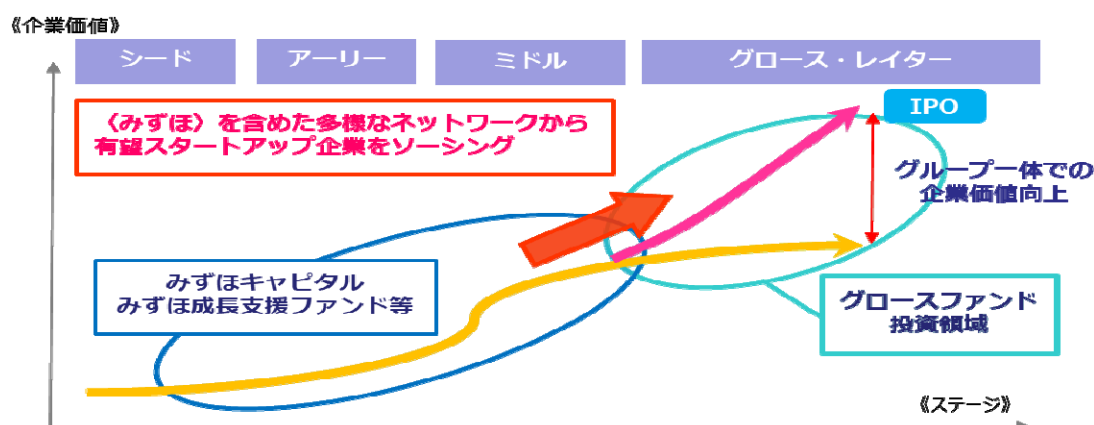 《企業価値》
シード
アーリー
ミドル
グロース・レイター
IPO
〈みずほ〉を含めた多様なネットワークから
有望スタートアップ企業をソーシング
グループ一体での
企業価値向上
みずほキャピタル
みずほ成長支援ファンド等
グロースファンド
投資領域
《ステージ》